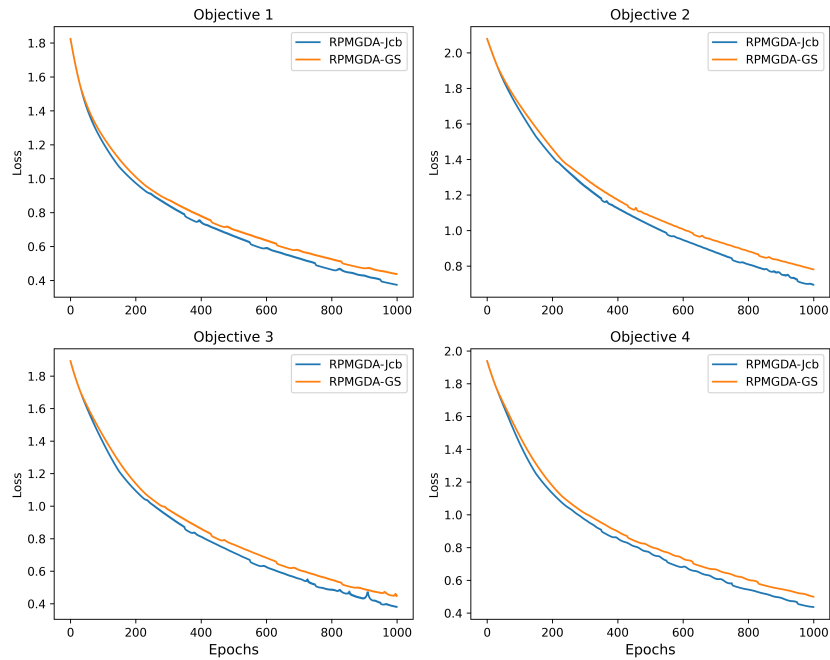 Objective 1
Loss
1.8
1.6
1.4
1.2
1.0
0.8
0.6
0.4
RPMGDA-Jcb
RPMGDA-GS
0 200 400 600 800 1000
Objective 2
Loss
2.0
1.8
1.6
1.4
1.2
1.0
0.8
RPMGDA-Jcb
RPMGDA-GS
0 200 400 600 800 1000
Objective 3
Loss
1.8
1.6
1.4
1.2
1.0
0.8
0.6
0.4
RPMGDA-Jcb
RPMGDA-GS
0 200 400 600 800 1000
Epochs
Objective 4
Loss
2.0
1.8
1.6
1.4
1.2
1.0
0.8
0.6
0.4
RPMGDA-Jcb
RPMGDA-GS
0 200 400 600 800 1000
Epochs